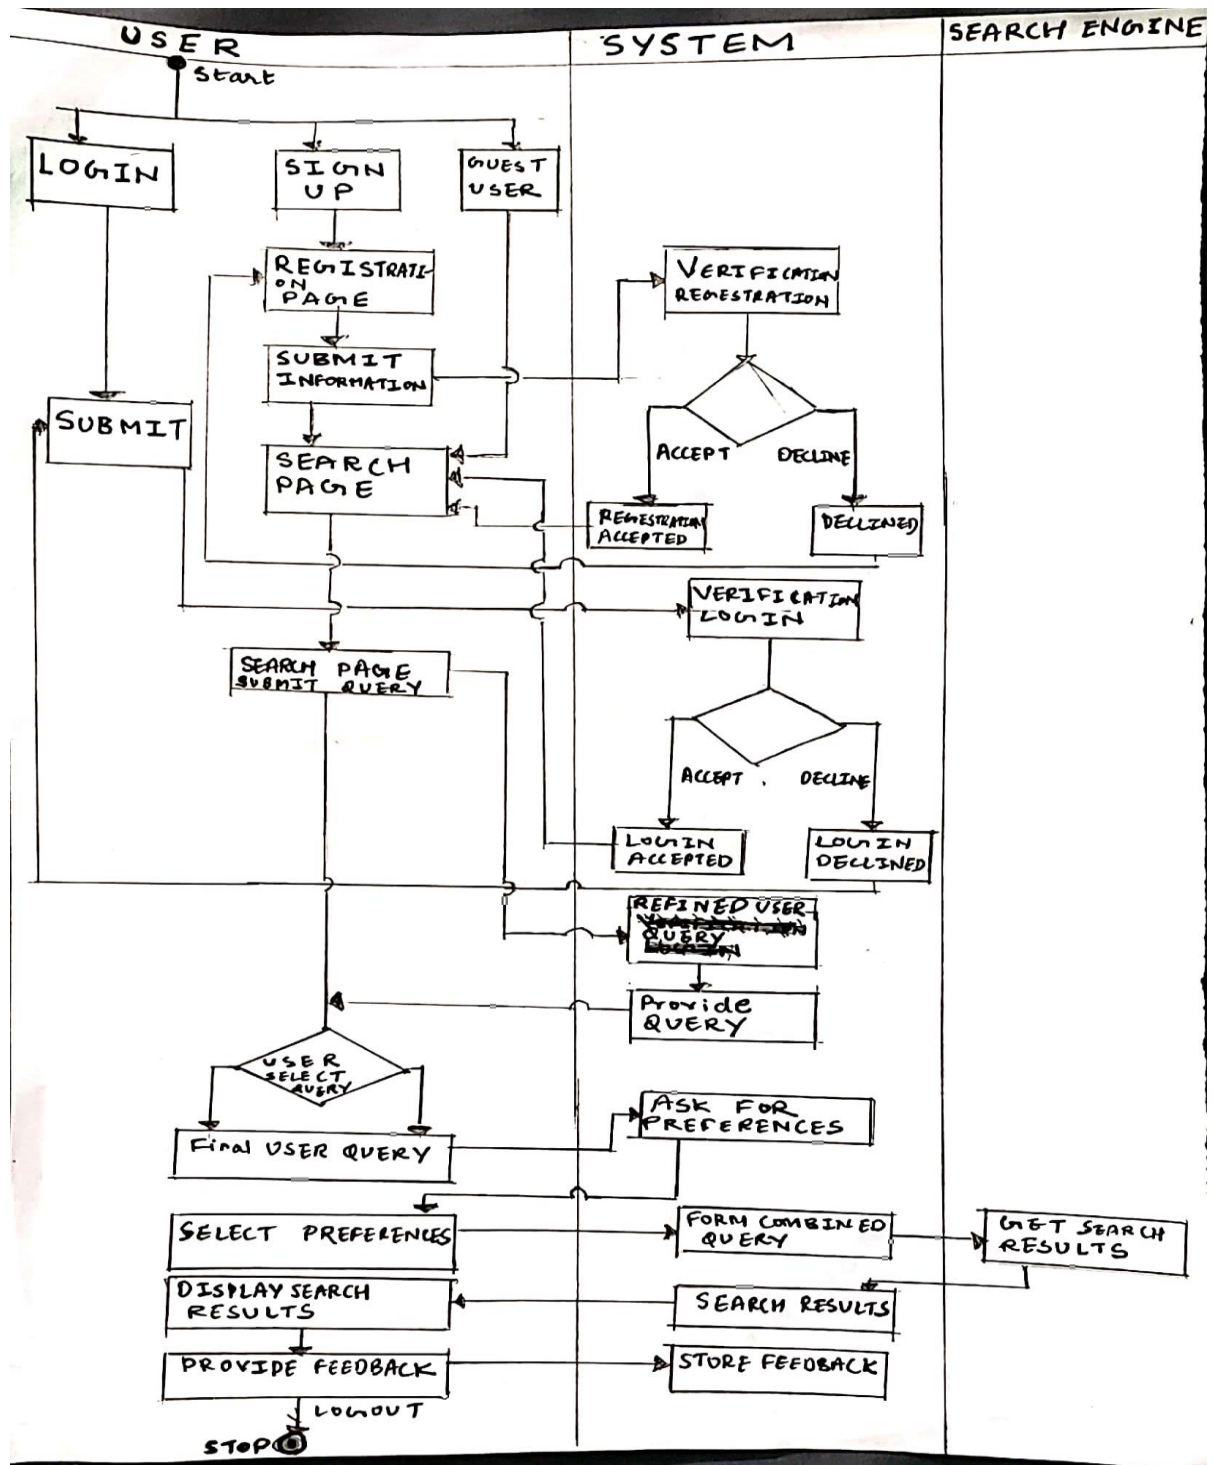 USER
SYSTEM
SEARCH ENGINE
Start
LOGIN
SIGN
UP
GUEST
USER
REGISTRATI-
ON
PAGE
VERIFICATION
REGESTRATION
SUBMIT
INFORMATION
SUBMIT
SEARCH
PAGE
ACCEPT
DECLINE
REGESTRATION
ACCEPTED
DECLINED
VERIFICATION
LOGIN
SEARCH PAGE
SUBMIT QUERY
ACCEPT
DECLINE
LOGIN
ACCEPTED
LOGIN
DECLINED
REFINED USER
QUERY
Provide
QUERY
USER
SELECT
QUERY
ASK FOR
PREFERENCES
Final USER QUERY
SELECT PREFERENCES
FORM COMBINED
QUERY
GET SEARCH
RESULTS
DISPLAY SEARCH
RESULTS
SEARCH RESULTS
PROVIDE FEEDBACK
STORE FEEDBACK
LOGOUT
STOP